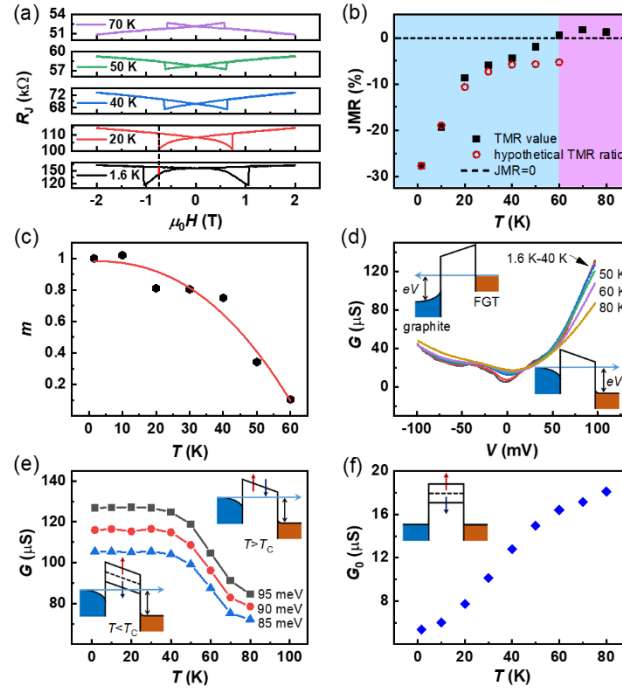 (a)
54
51
70 K
60
57
50 K
72
68
40 K
110
100
20 K
150
120
1.6 K
R_J (kΩ)
-2 -1 0 1 2
μ₀H (T)
(b)
0
-10
-20
-30
JMR (%)
TMR value
hypothetical TMR ratio
JMR=0
0 20 40 60 80
T (K)
(c)
1
0.8
0.6
0.4
0.2
m
0 10 20 30 40 50 60
T (K)
(d)
120
80
40
0
G (μS)
eV
graphite
FGT
1.6 K-40 K
50 K
60 K
80 K
eV
-100 -50 0 50 100
V (mV)
(e)
140
120
100
80
G (μS)
T>T_C
T<T_C
95 meV
90 meV
85 meV
0 20 40 60 80 100
T (K)
(f)
20
16
12
8
4
G₀ (μS)
0 20 40 60 80
T (K)